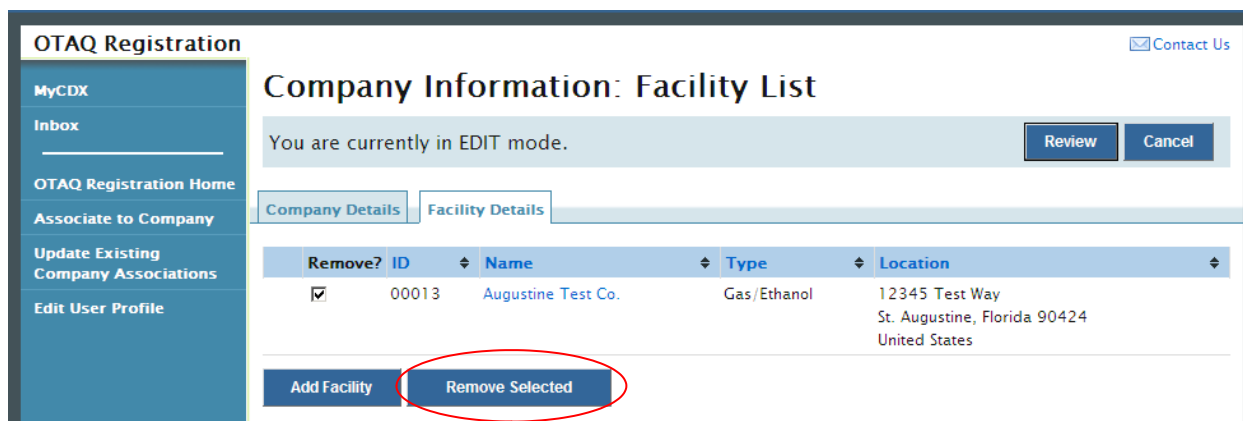 OTAQ Registration
Contact Us
MyCDX
Inbox
OTAQ Registration Home
Associate to Company
Update Existing
Company Associations
Edit User Profile
Company Information: Facility List
You are currently in EDIT mode.
Review
Cancel
Company Details
Facility Details
Remove? ID Name Type Location
00013 Augustine Test Co. Gas/Ethanol 12345 Test Way
St. Augustine, Florida 90424
United States
Add Facility
Remove Selected